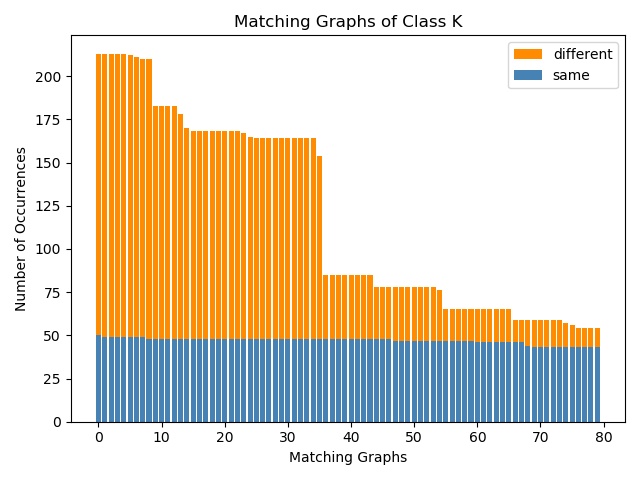 Matching Graphs of Class K
different
same
Number of Occurrences
200
175
150
125
100
75
50
25
0
0 10 20 30 40 50 60 70 80
Matching Graphs